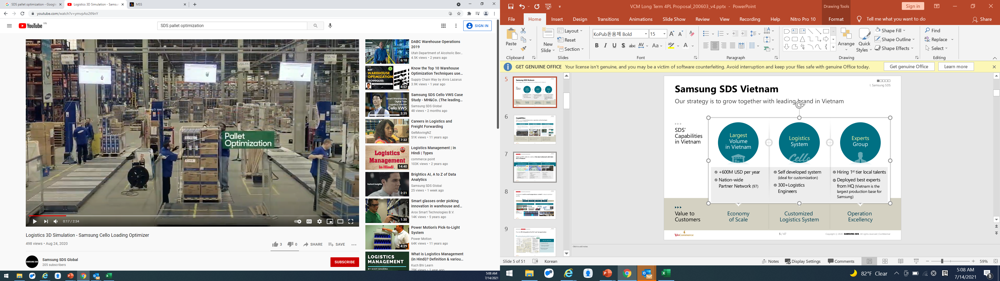 SDS pallet optimization - Google
Logistics 3D Simulation - Samsu
MSS
youtube.com/watch?v=ymvpAo2tNnY
YouTube VN
SDS pallet optimization
SIGN IN
VSA-12-
VSA-11-
VSA-10-
Pallet
Optimization
0:17 / 2:34
Logistics 3D Simulation - Samsung Cello Loading Optimizer
498 views • Aug 24, 2020
3
0
SHARE
SAVE
SAMSUNG SDS
Samsung SDS Global
205 subscribers
SUBSCRIBE
6:18
DABC Warehouse Operations
2019
Utah Department of Alcoholic Bev...
4.5K views • 2 years ago
KEY
WAREHOUSE
OPTIMIZATION
TECHNIQUES
8:57
Know the Top 10 Warehouse
Optimization Techniques use...
Supply Chain Way by Alvis Lazarus
3.9K views • 1 year ago
Smart Warehousing
Digital Twin
Logistics Solution
Cello VWS
3:35
Samsung SDS Cello VWS Case
Study - MH&Co. (The leading...
Samsung SDS Global
48 views • 2 months ago
7:32
Careers in Logistics and
Freight Forwarding
GetMovingNZ
51K views • 11 years ago
Logistics
Management
in Hindi
14:40
Logistics Management | In
Hindi | Types
commerce point
103K views • 2 years ago
Instant Insights
2:21
Brightics AI, A to Z of Data
Analytics
Samsung SDS Global
25 views • 1 week ago
1:30
Smart glasses order picking
innovation in warehouse and...
Arox Smart Technologies B.V.
14K views • 5 years ago
4:29
Power Motion's Pick-to-Light
System
Power Motion
64K views • 11 years ago
LOGISTICS
MANAGEMENT
BY DIXIT SHARMA
What is Logistics Management
(in Hindi)? Definition & variou...
Kuch Bhi Learn
29K views • 1 year ago
5:08 AM
7/14/2021
VCM Long Term 4PL Proposal_200603_v4.pptx - PowerPoint
Drawing Tools
Sign in
File
Home
Insert
Design
Transitions
Animations
Slide Show
Review
View
Recording
Help
Nitro Pro 10
Format
Tell me what you want to do
Share
Paste
Clipboard
New
Slide
Layout
Reset
Section
Slides
KoPub돋움체 Bold
15
Font
Paragraph
Arrange
Quick
Styles
Shape Fill
Shape Outline
Shape Effects
Drawing
Find
Replace
Select
Editing
GET GENUINE OFFICE Your license isn't genuine, and you may be a victim of software counterfeiting. Avoid interruption and keep your files safe with genuine Office today.
Get genuine Office
Learn more
5
Samsung SDS Vietnam
6
Capabilities
7
8
9
I. Samsung SDS
Samsung SDS Vietnam
Our strategy is to grow together with leading brand in Vietnam
SDS'
Capabilities
in Vietnam
Largest
Volume
in Vietnam
Logistics
System
Cello
Experts
Group
+600M USD per year
Nation-wide
Partner Network (97)
Self developed system
(ideal for customization)
300+Logistics
Engineers
Hiring 1st tier local talents
Deployed best experts
from HQ (Vietnam is the
largest production base for
Samsung)
Value to
Customers
Economy
of Scale
Customized
Logistics System
Operation
Excellency
VinCommerce
5 / 47
Copyright © 2020 SAMSUNG SDS All rights reserved | Confidential
Click to add notes
Slide 5 of 51
Korean
Notes
Display Settings
Comments
59%
82°F Clear
5:08 AM
7/14/2021
8